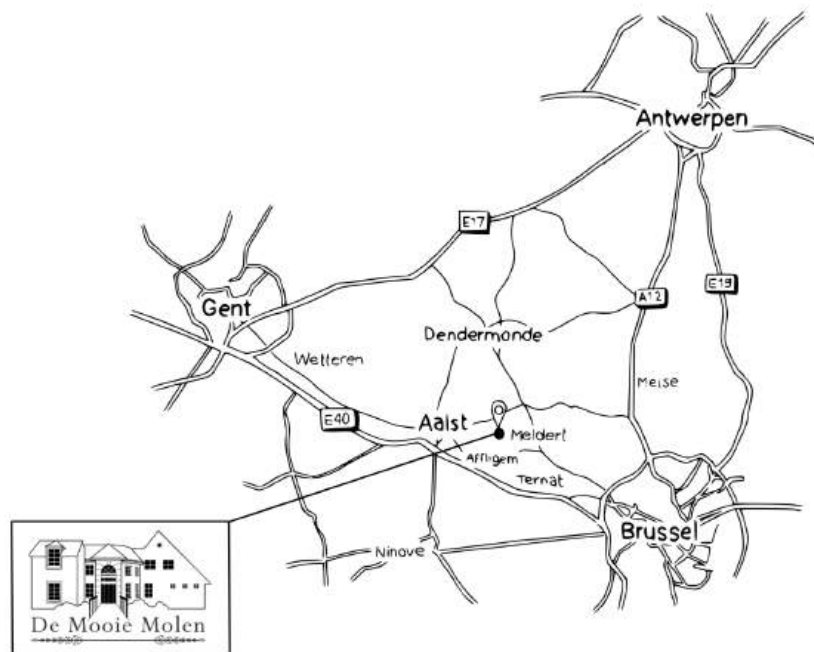 Antwerpen
E17
Gent
A12
E19
Dendermonde
Wetteren
Meise
E40
Aalst
Meldert
Affligem
Ternat
Brussel
Ninove
De Mooie Molen